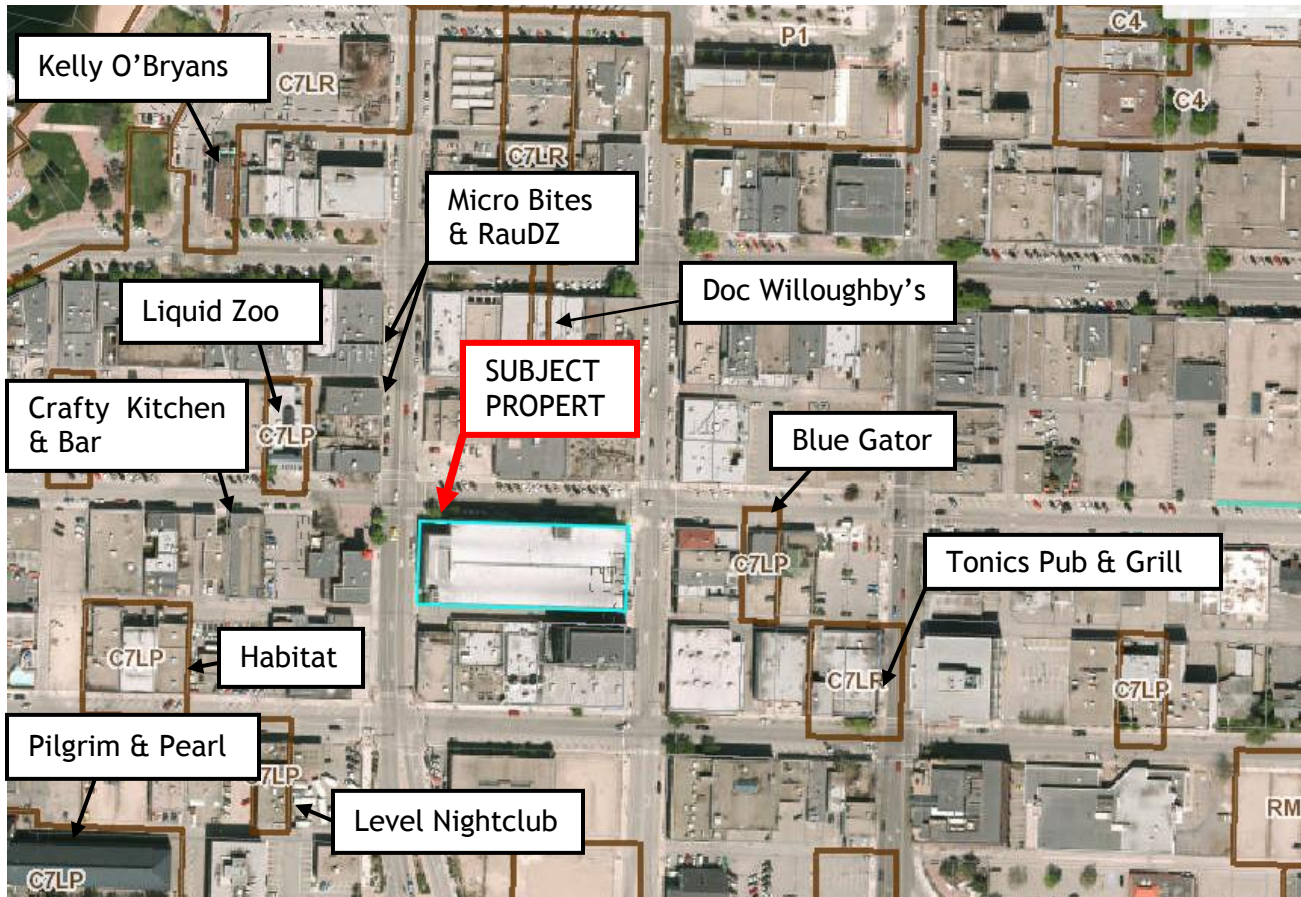 P1
C4
Kelly O'Bryans
C7LR
C4
C7LR
Micro Bites
& RauDZ
Doc Willoughby's
Liquid Zoo
SUBJECT
PROPERT
Crafty Kitchen
& Bar
C7LP
Blue Gator
C7LP
Tonics Pub & Grill
Habitat
C7LP
C7LR
C7LP
Pilgrim & Pearl
C7LP
Level Nightclub
RM
C7LP